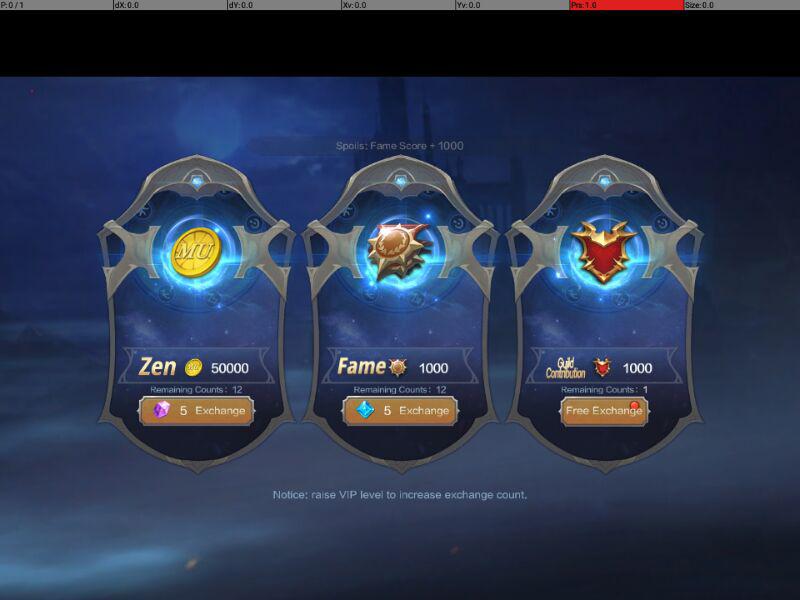 P: 0 / 1 dX: 0.0 dY: 0.0 Xv: 0.0 Yv: 0.0 Prs: 1.0 Size: 0.0
Spoils: Fame Score + 1000
MU
Zen 50000
Remaining Counts: 12
5 Exchange
Fame 1000
Remaining Counts: 12
5 Exchange
Guild
Contribution 1000
Remaining Counts: 1
Free Exchange
Notice: raise VIP level to increase exchange count.